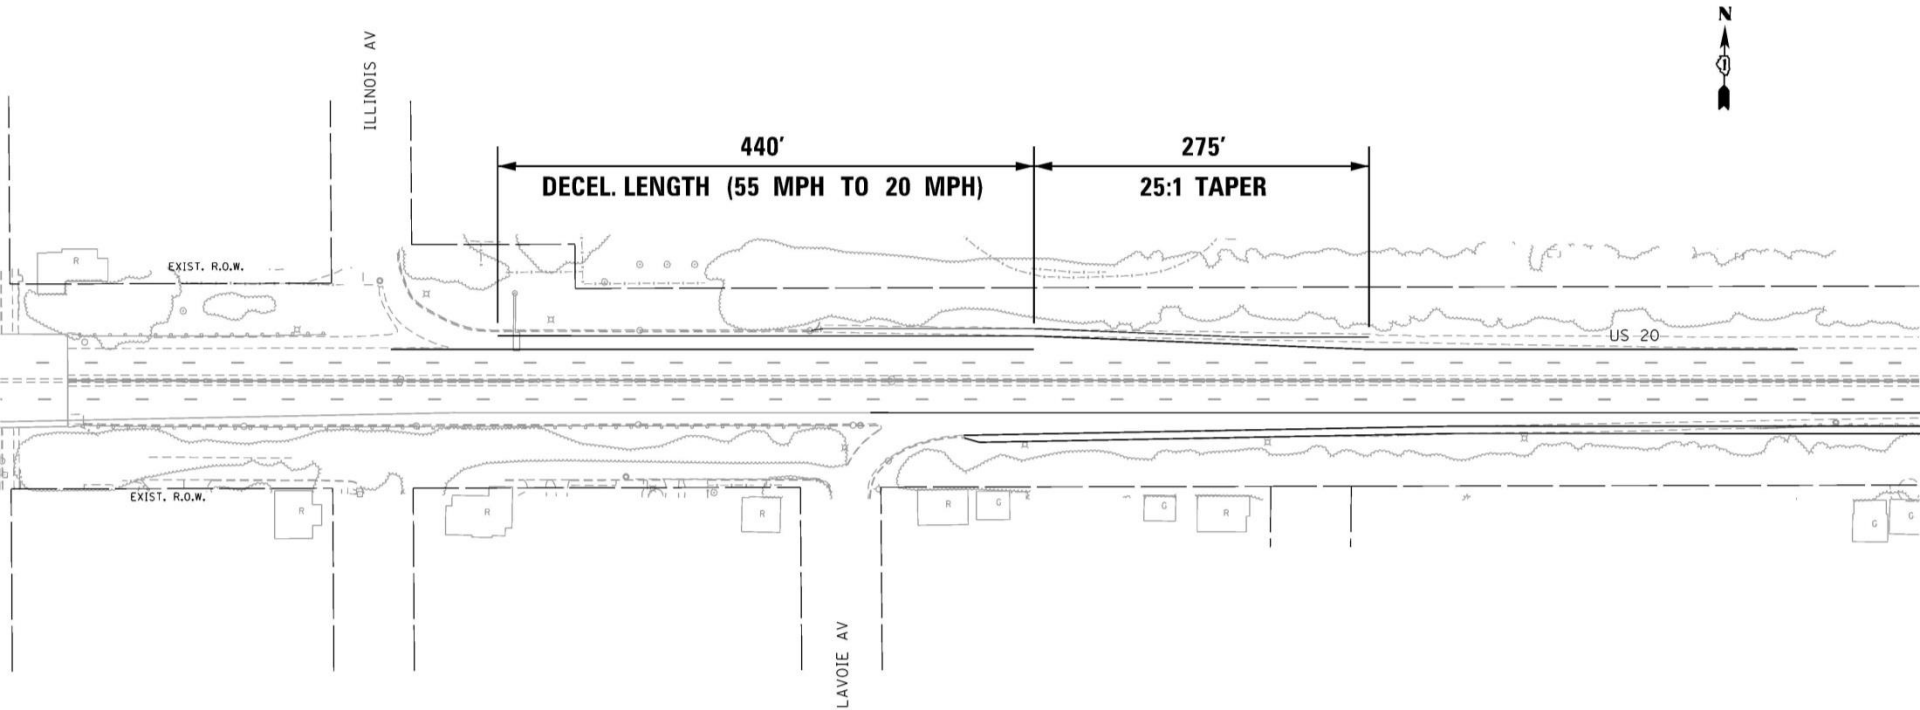 N
ILLINOIS AV
440'
275'
DECEL. LENGTH (55 MPH TO 20 MPH)
25:1 TAPER
R
EXIST. R.O.W.
US 20
EXIST. R.O.W.
R
R
R
R
G
G
R
G
G
LAVOIE AV